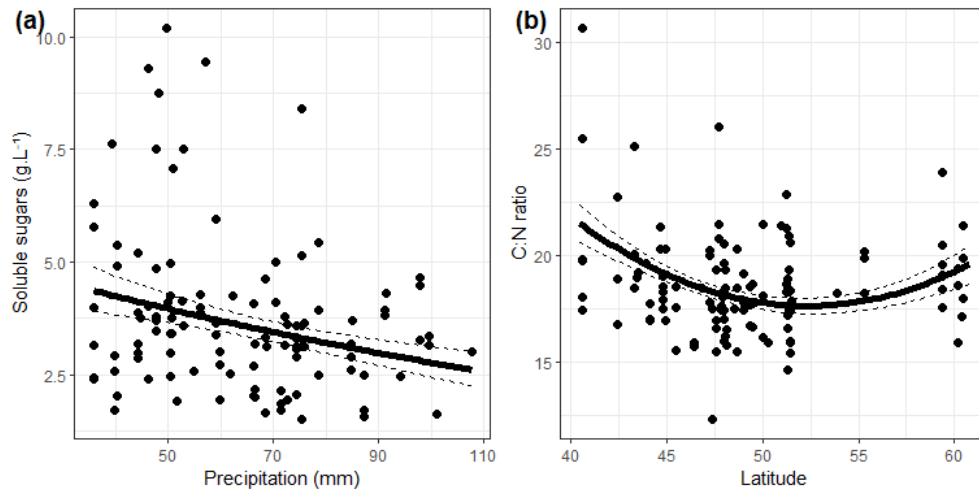 (a)
10.0
7.5
5.0
2.5
Soluble sugars (g.L⁻¹)
50
70
90
110
Precipitation (mm)
(b)
30
25
20
15
C:N ratio
40
45
50
55
60
Latitude